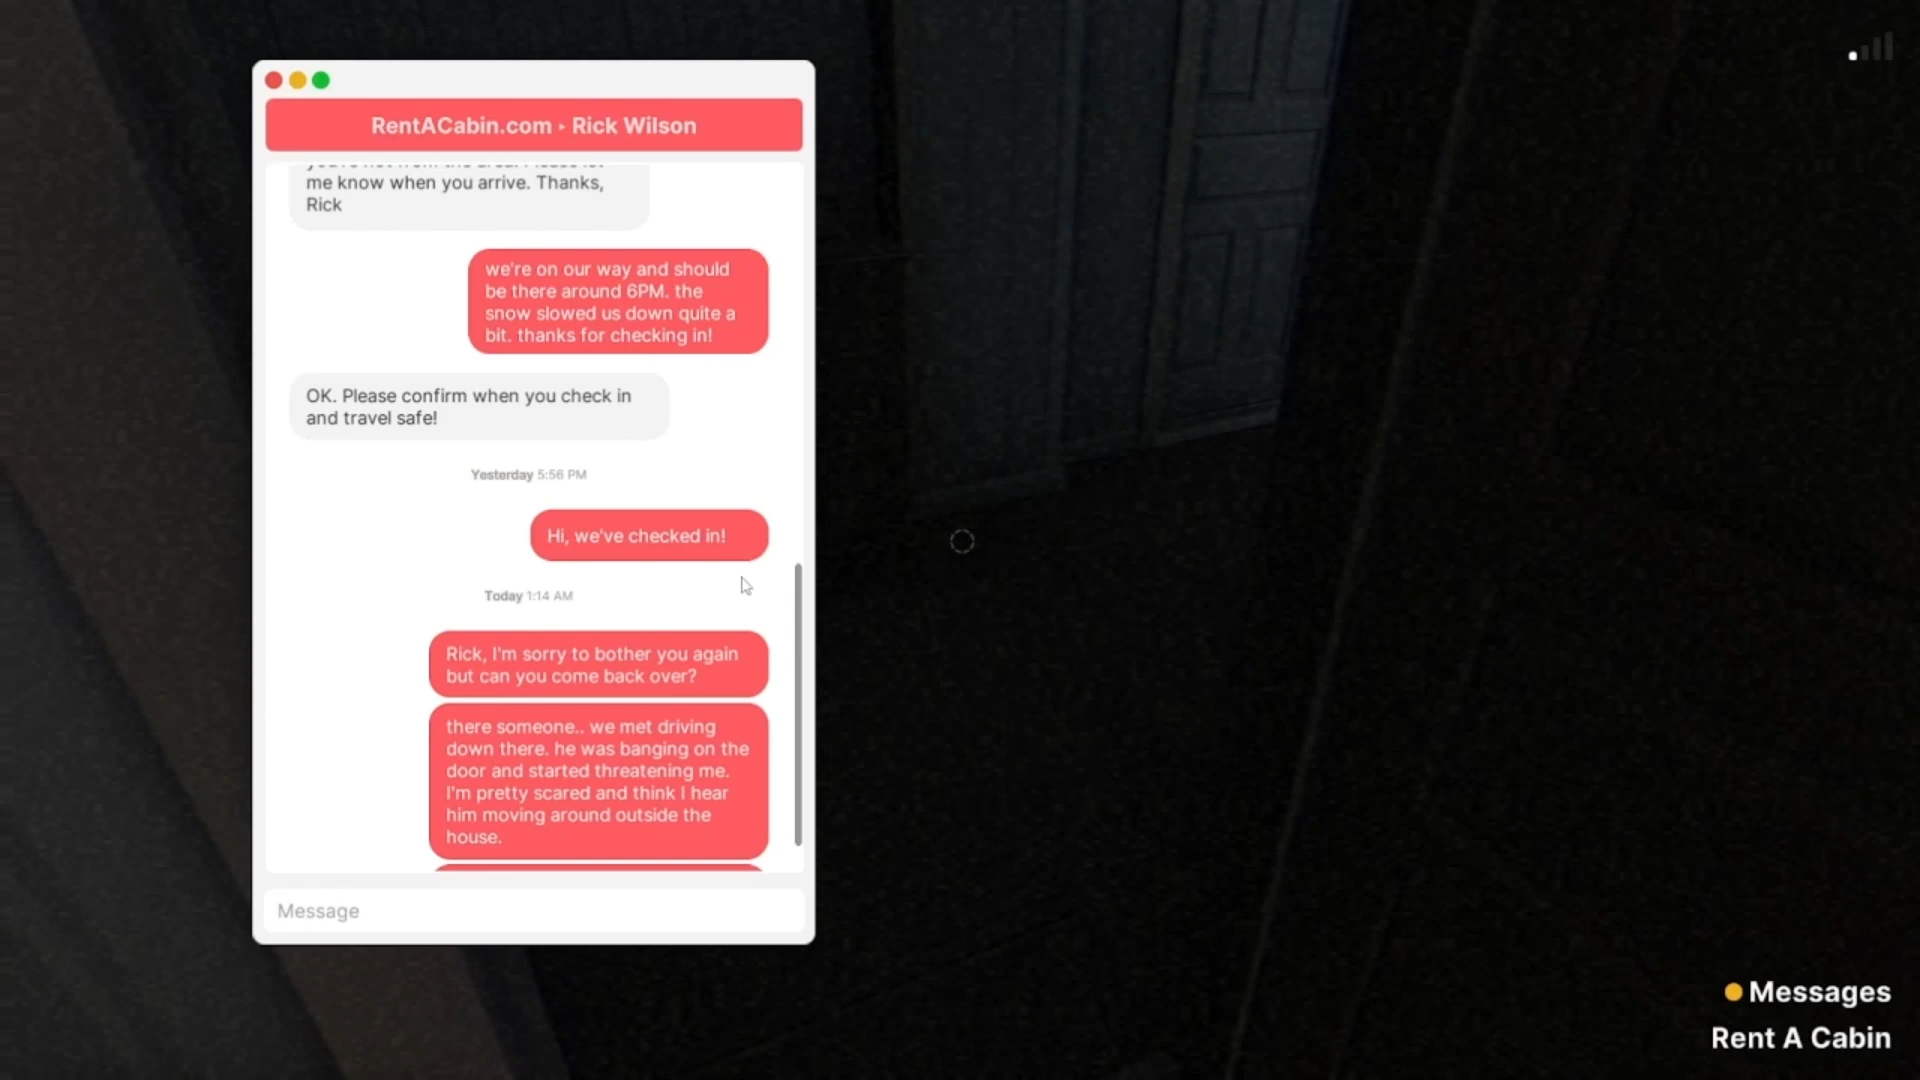 RentACabin.com ▸ Rick Wilson
me know when you arrive. Thanks,
Rick
we're on our way and should
be there around 6PM. the
snow slowed us down quite a
bit. thanks for checking in!
OK. Please confirm when you check in
and travel safe!
Yesterday 5:56 PM
Hi, we've checked in!
Today 1:14 AM
Rick, I'm sorry to bother you again
but can you come back over?
there someone.. we met driving
down there. he was banging on the
door and started threatening me.
I'm pretty scared and think I hear
him moving around outside the
house.
Message
Messages
Rent A Cabin